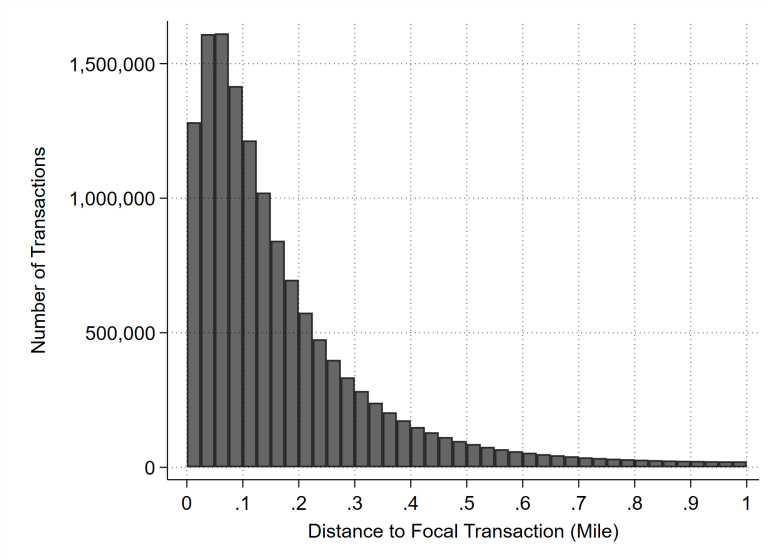 Number of Transactions
1,500,000
1,000,000
500,000
0
0 .1 .2 .3 .4 .5 .6 .7 .8 .9 1
Distance to Focal Transaction (Mile)